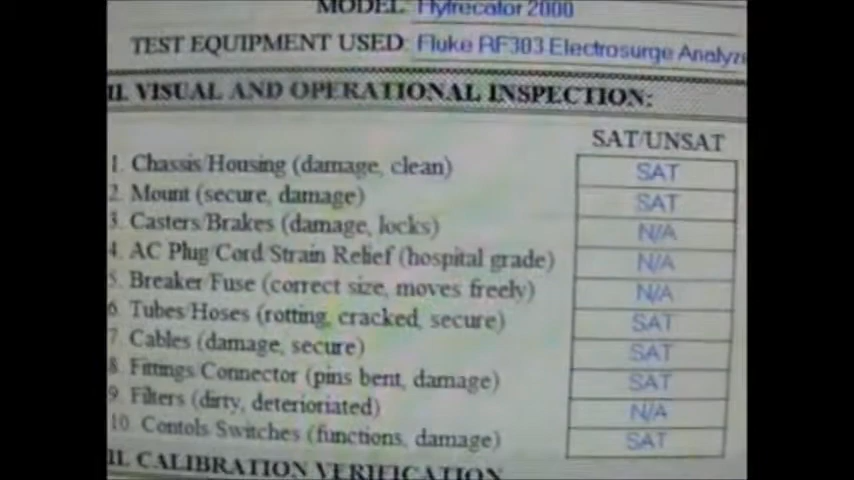 MODEL: Hyfrecator 2000
TEST EQUIPMENT USED: Fluke RF303 Electrosurge Analyz
II. VISUAL AND OPERATIONAL INSPECTION:
SAT/UNSAT
1. Chassis/Housing (damage, clean) SAT
2. Mount (secure, damage) SAT
3. Casters/Brakes (damage, locks) N/A
4. AC Plug/Cord Strain Relief (hospital grade) N/A
5. Breaker/Fuse (correct size, moves freely) N/A
6. Tubes/Hoses (rotting, cracked, secure) SAT
7. Cables (damage, secure) SAT
8. Fittings/Connector (pins bent, damage) SAT
9. Filters (dirty, deterioriated) N/A
10. Contols/Switches (functions, damage) SAT
II. CALIBRATION VERIFICATION